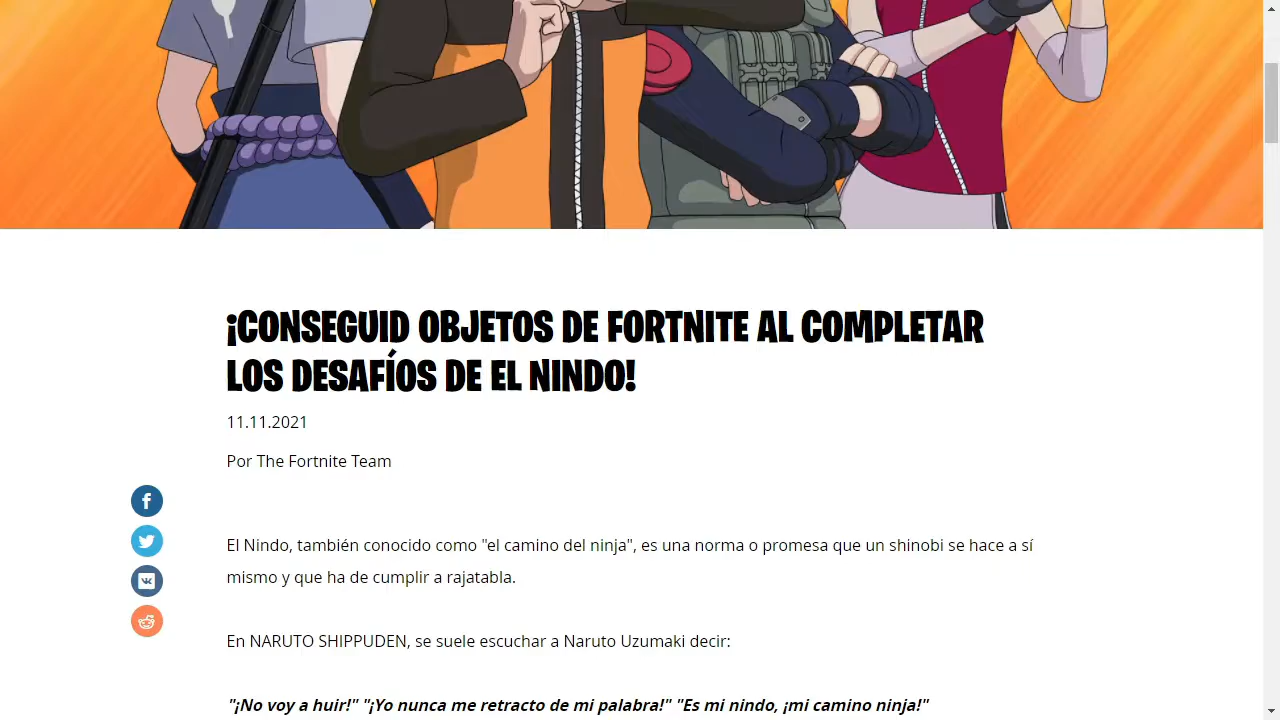 ¡CONSEGUID OBJETOS DE FORTNITE AL COMPLETAR
LOS DESAFÍOS DE EL NINDO!
11.11.2021
Por The Fortnite Team
El Nindo, también conocido como "el camino del ninja", es una norma o promesa que un shinobi se hace a sí
mismo y que ha de cumplir a rajatabla.
En NARUTO SHIPPUDEN, se suele escuchar a Naruto Uzumaki decir:
"¡No voy a huir!" "¡Yo nunca me retracto de mi palabra!" "Es mi nindo, ¡mi camino ninja!"